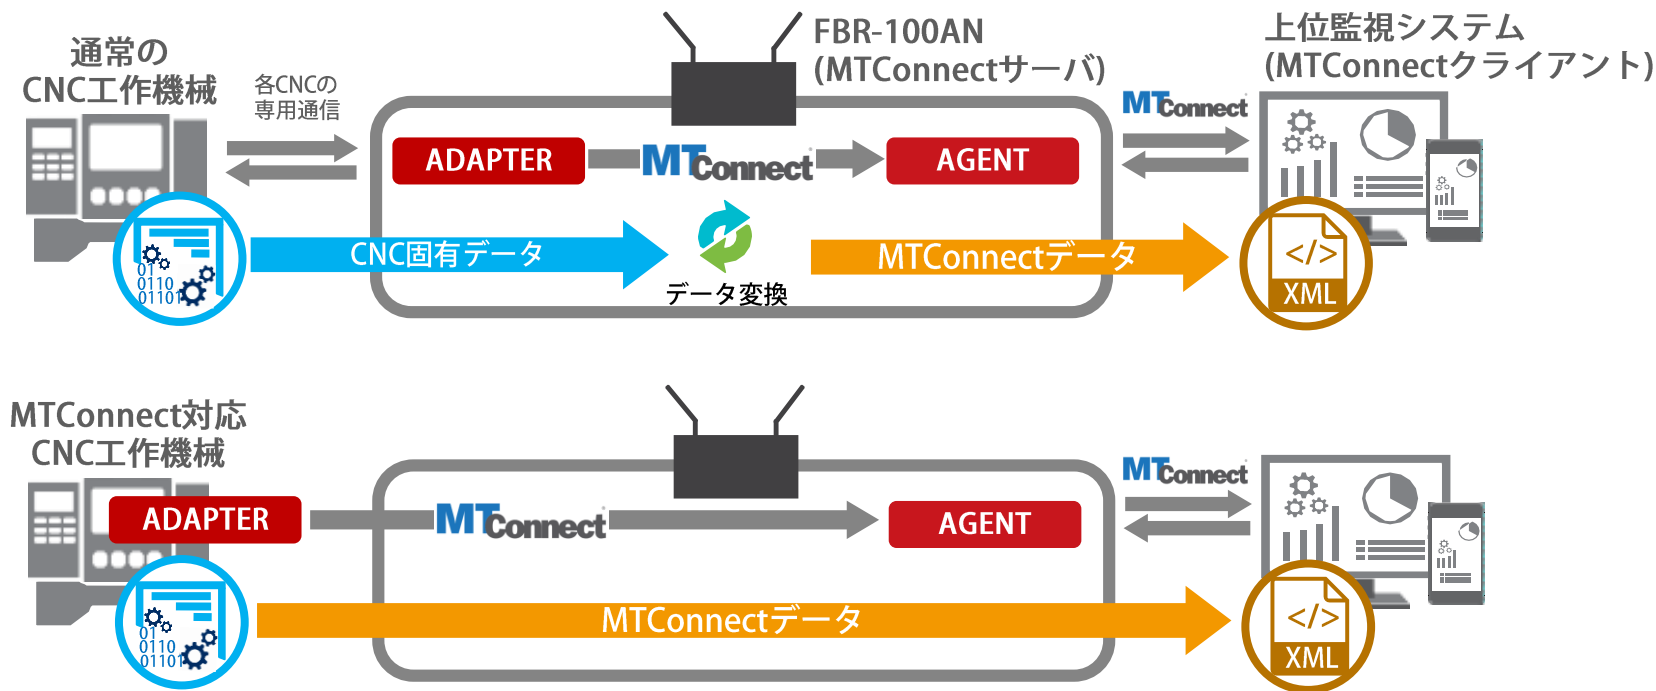 通常の
CNC工作機械
各CNCの
専用通信
FBR-100AN
(MTConnectサーバ)
上位監視システム
(MTConnectクライアント)
ADAPTER
MTConnect
AGENT
MTConnect
01
0110
01101
CNC固有データ
データ変換
MTConnectデータ
</>
XML
MTConnect対応
CNC工作機械
ADAPTER
MTConnect
AGENT
MTConnect
01
0110
01101
MTConnectデータ
</>
XML